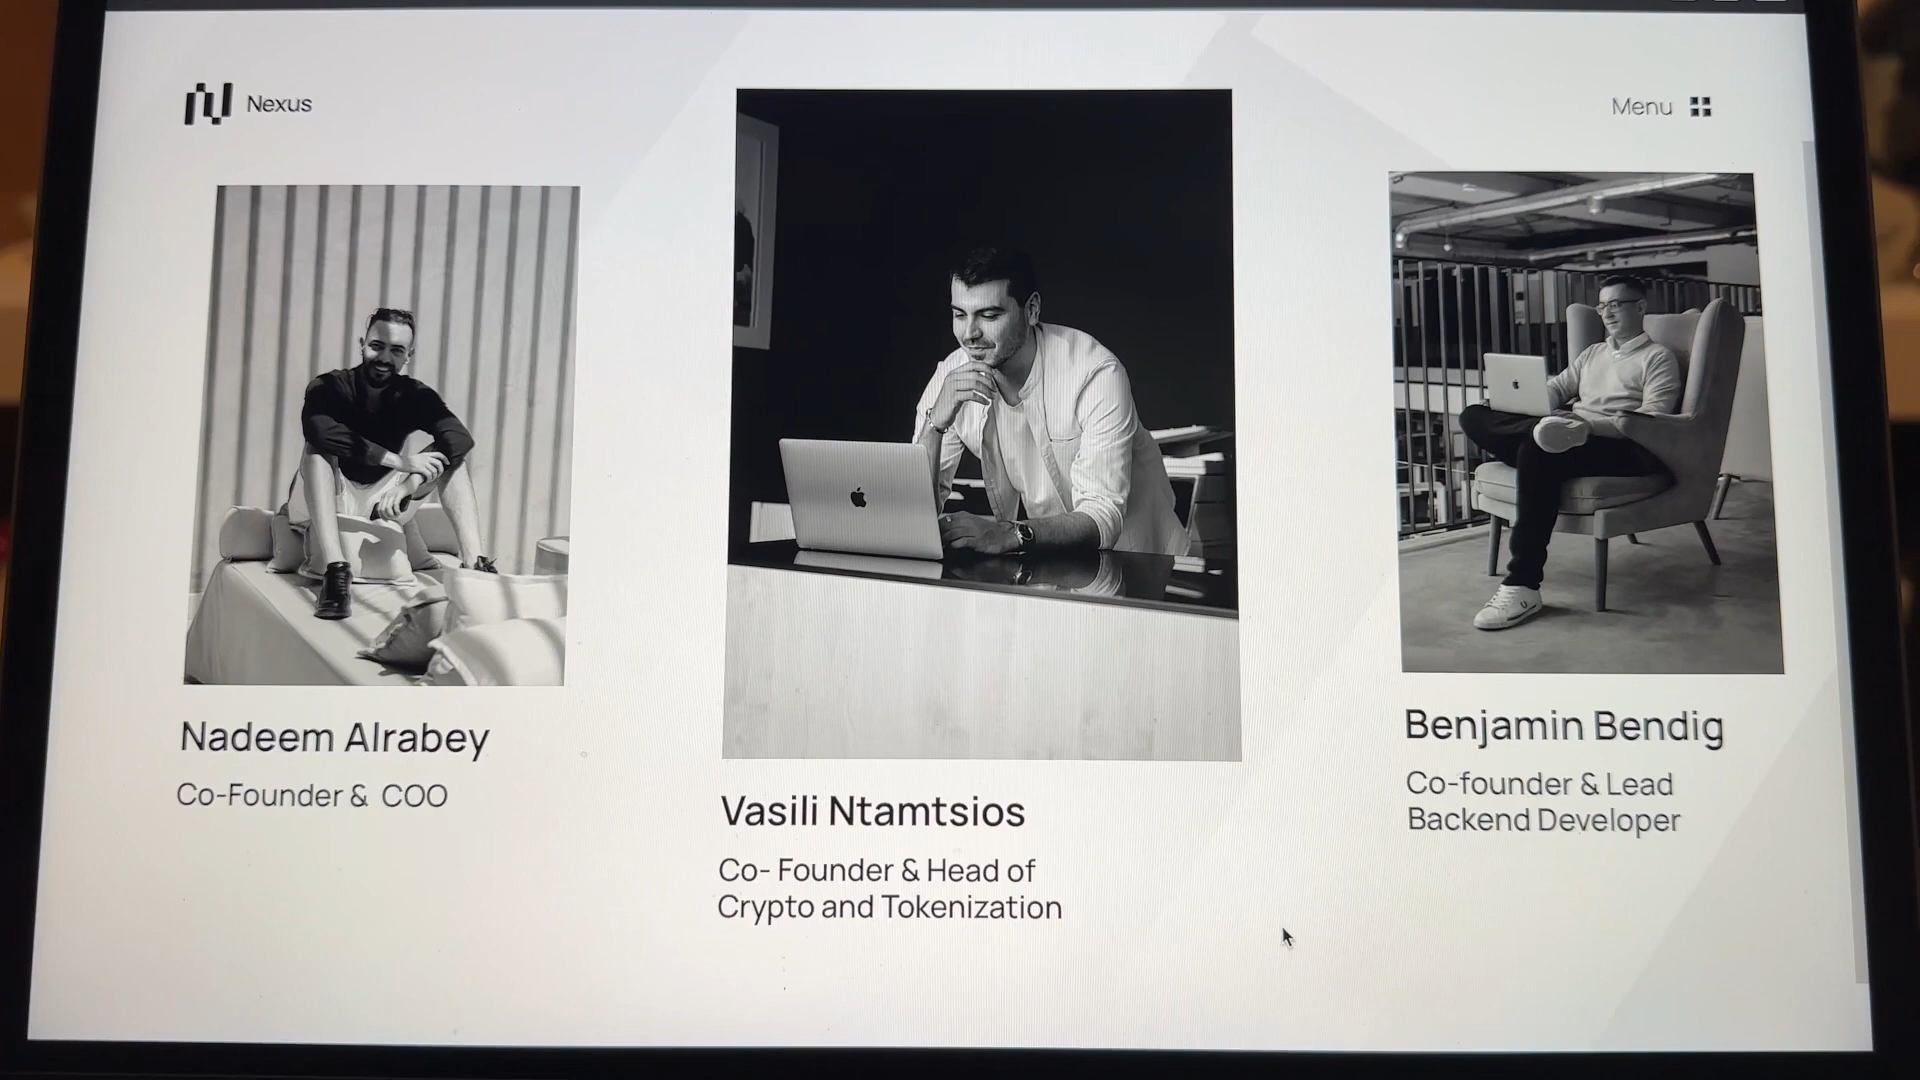 Nexus
Menu
Nadeem Alrabey
Co-Founder & COO
Vasili Ntamtsios
Co- Founder & Head of
Crypto and Tokenization
Benjamin Bendig
Co-founder & Lead
Backend Developer